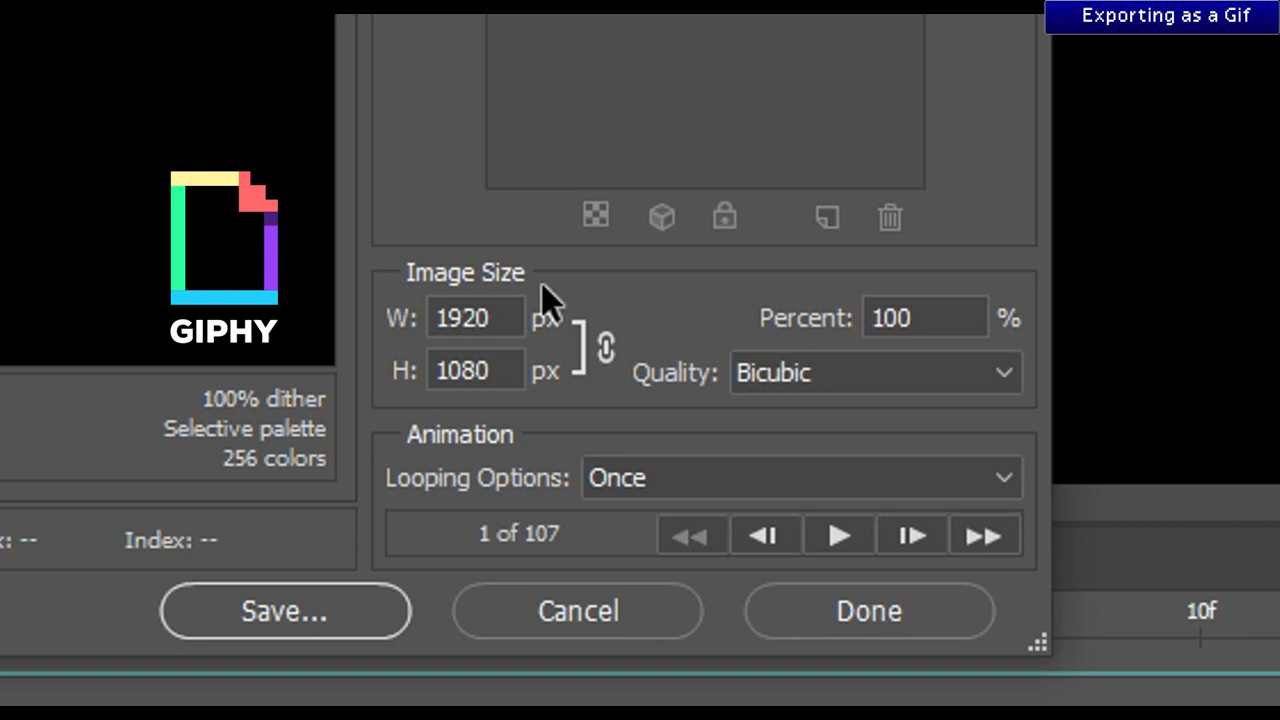 Exporting as a Gif
GIPHY
Image Size
W: 1920 px
Percent: 100 %
H: 1080 px
Quality: Bicubic
100% dither
Selective palette
256 colors
Animation
Looping Options: Once
1 of 107
: --
Index: --
Save...
Cancel
Done
10f